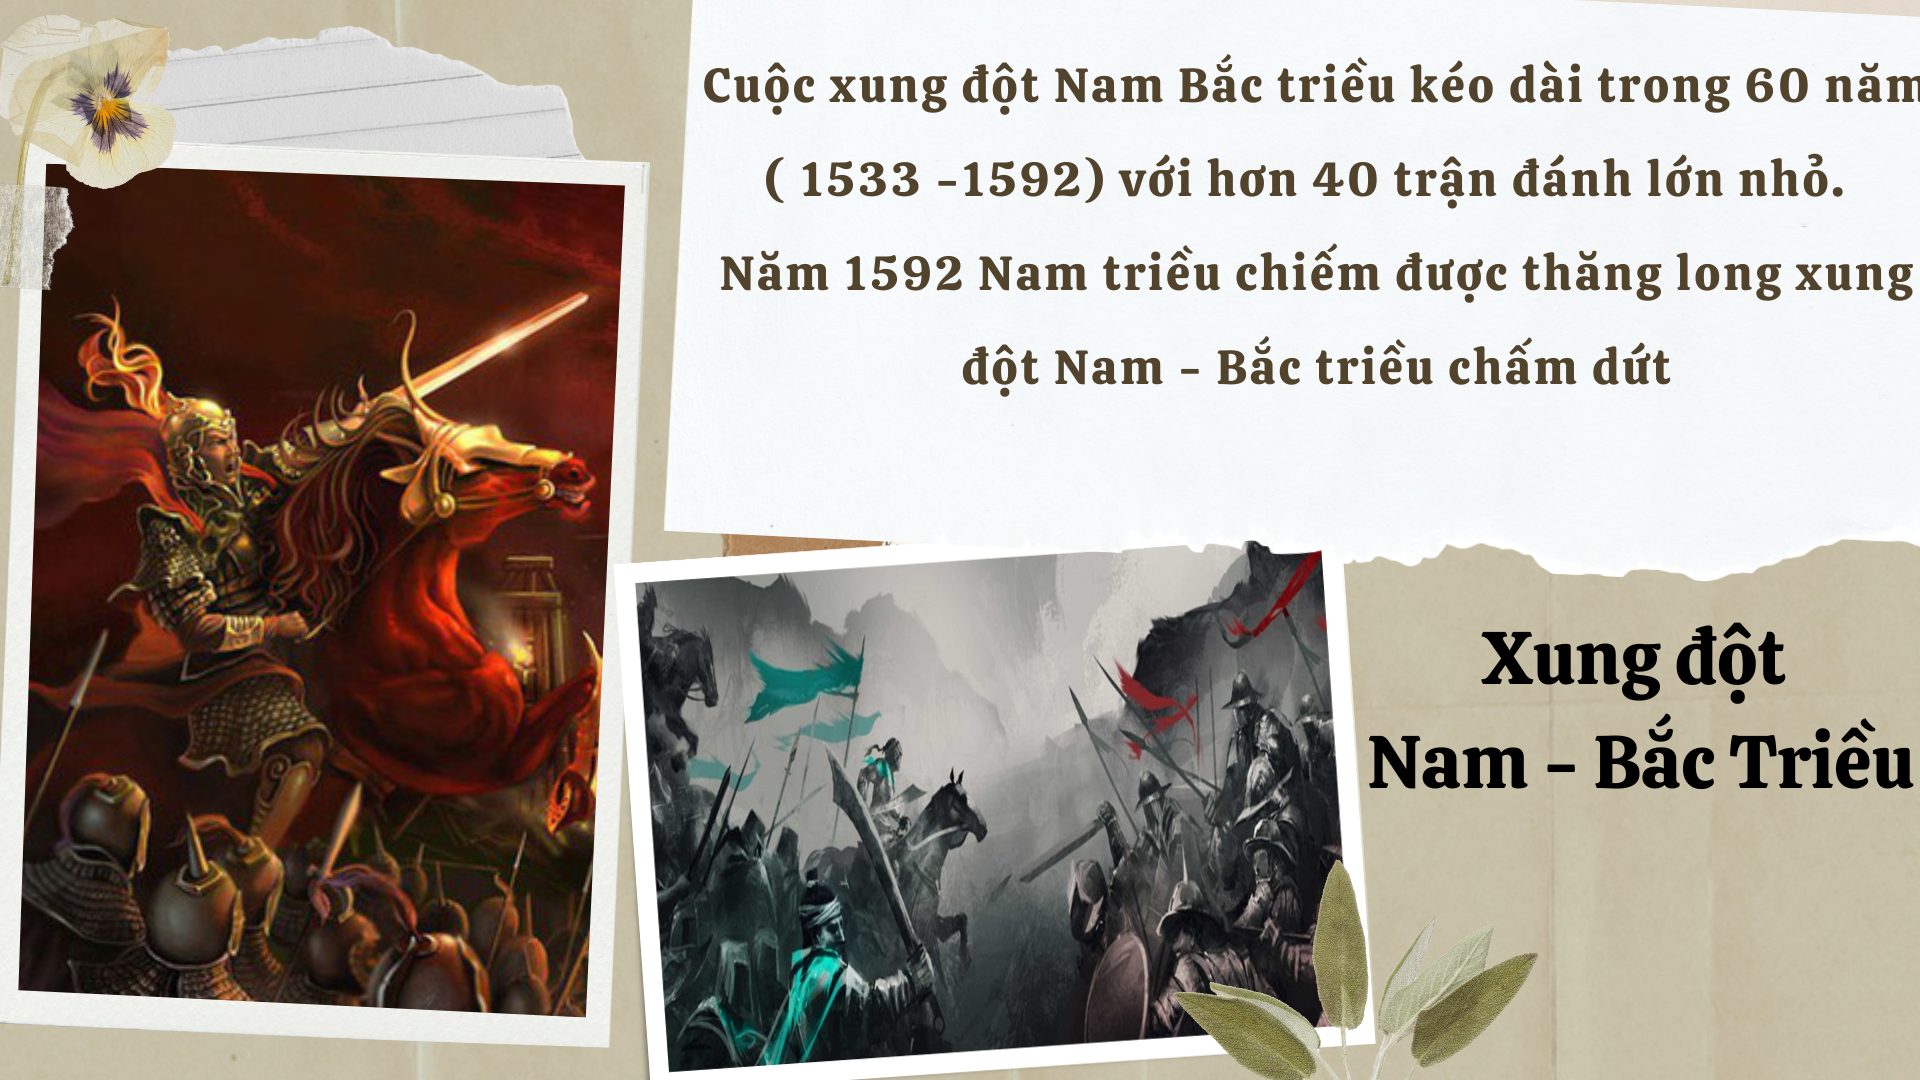 Cuộc xung đột Nam Bắc triều kéo dài trong 60 năm
( 1533 -1592) với hơn 40 trận đánh lớn nhỏ.
Năm 1592 Nam triều chiếm được thăng long xung
đột Nam - Bắc triều chấm dứt
Xung đột
Nam - Bắc Triều